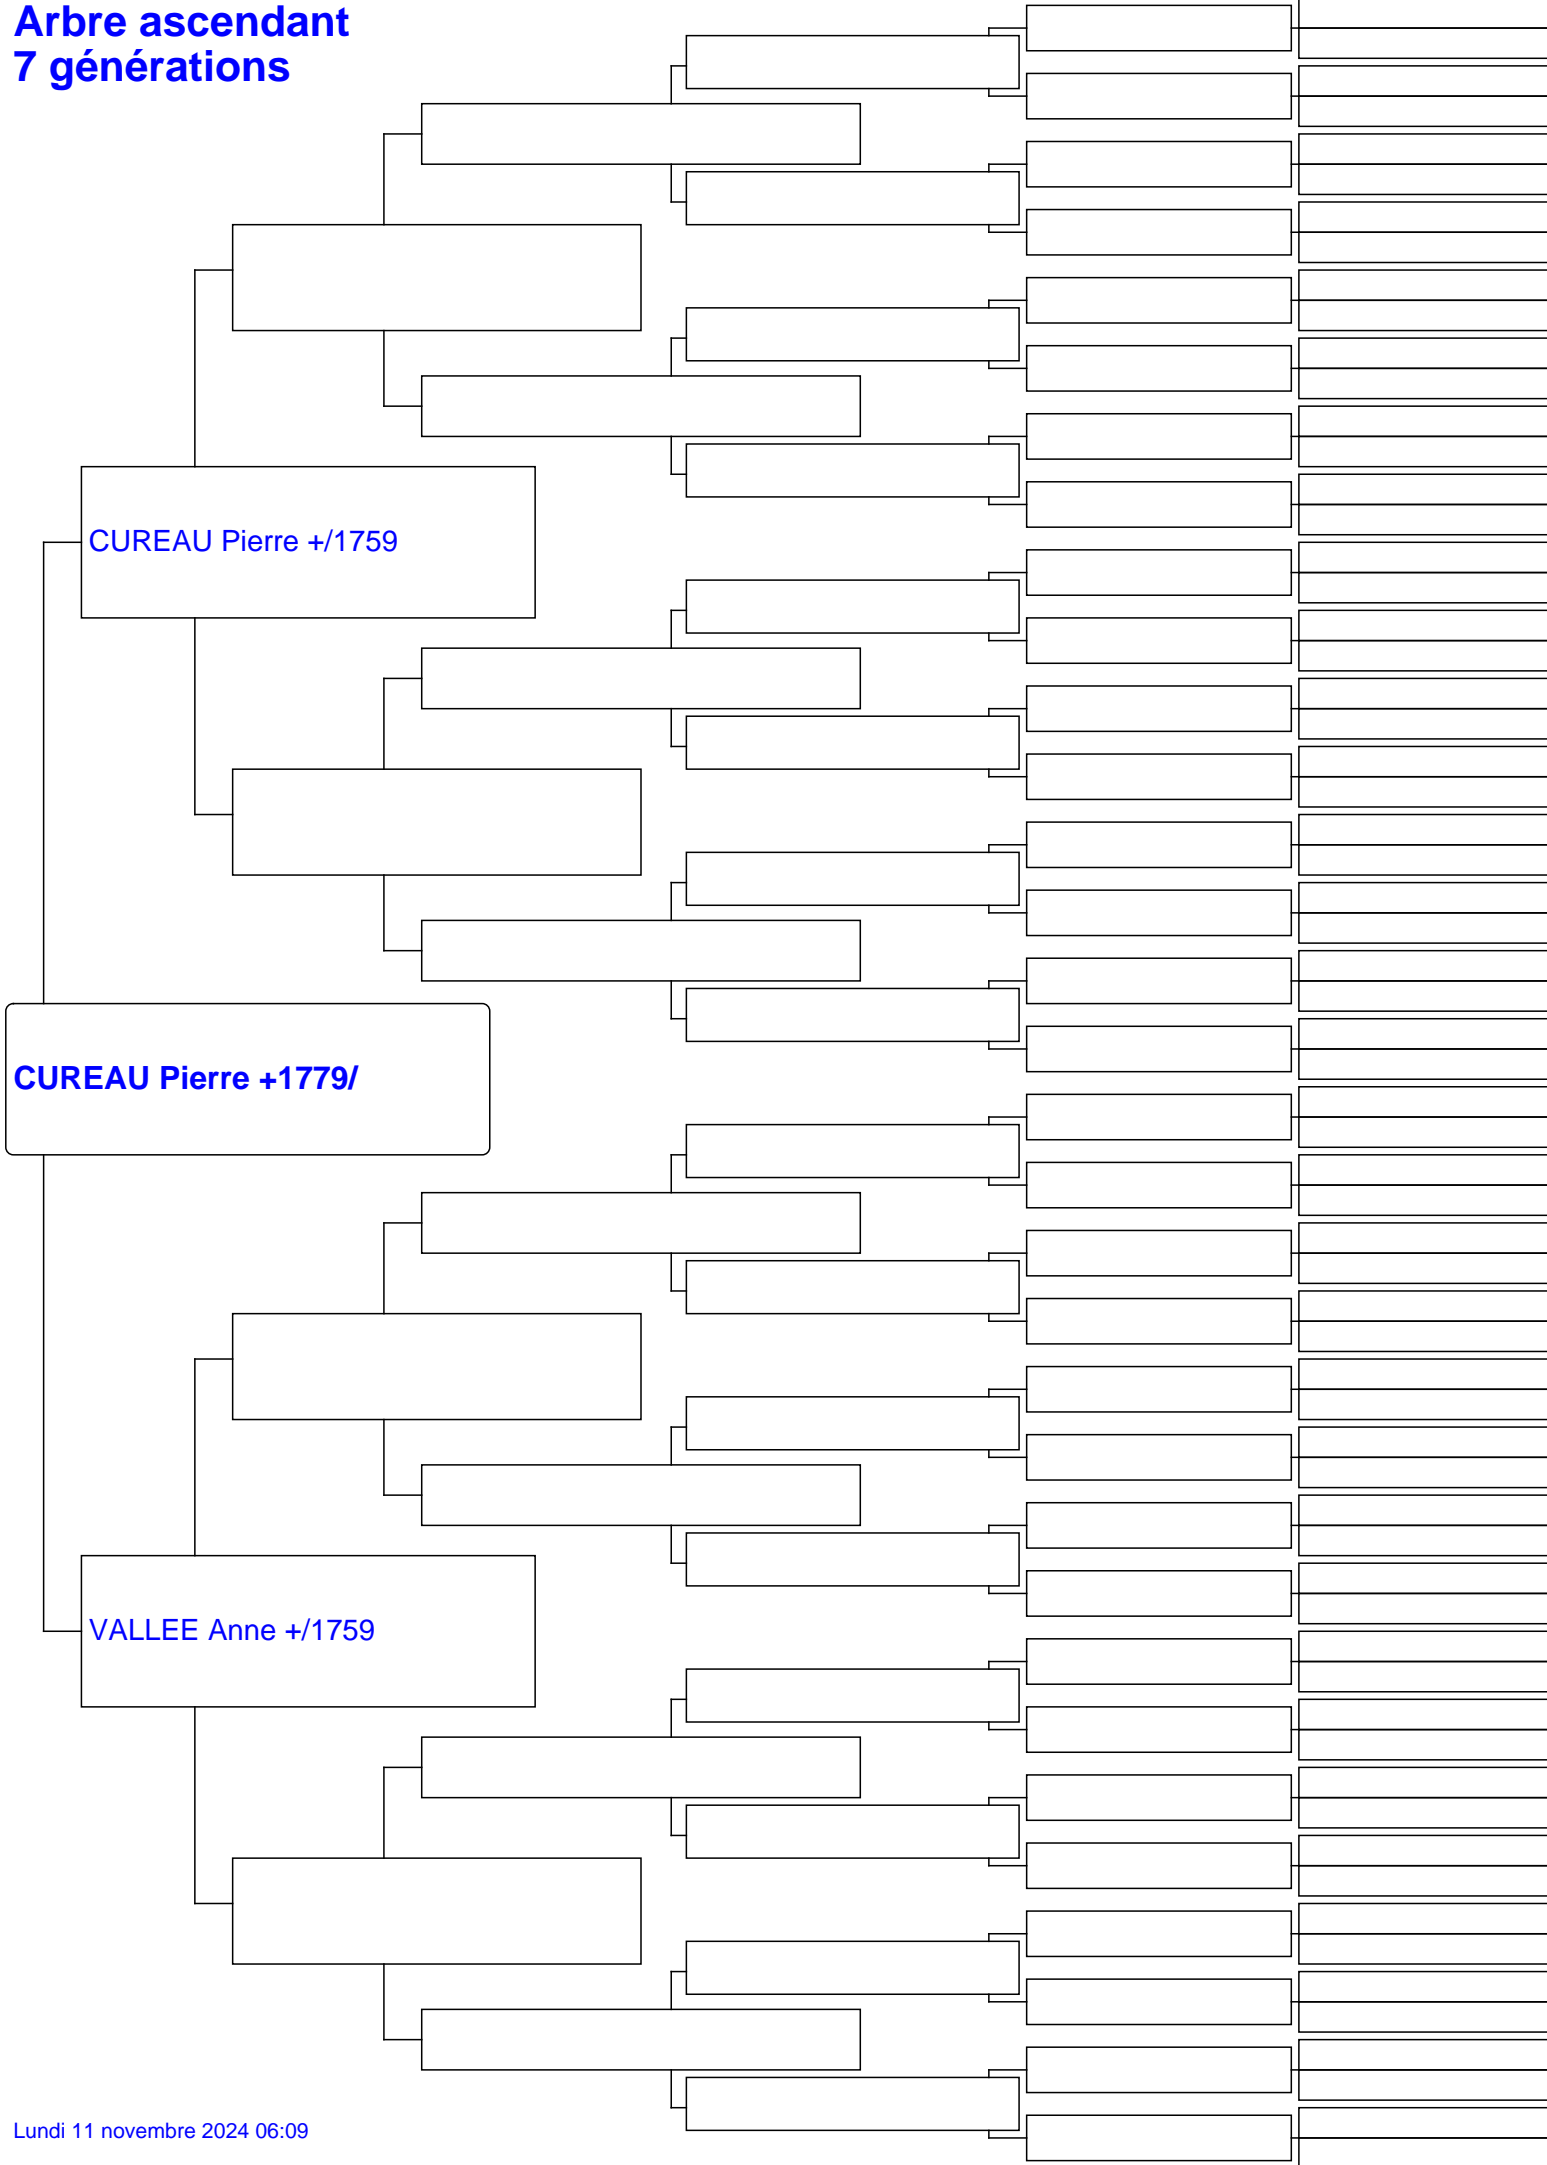 Arbre ascendant
7 générations
CUREAU Pierre +/1759
CUREAU Pierre +1779/
VALLEE Anne +/1759
Lundi 11 novembre 2024 06:09